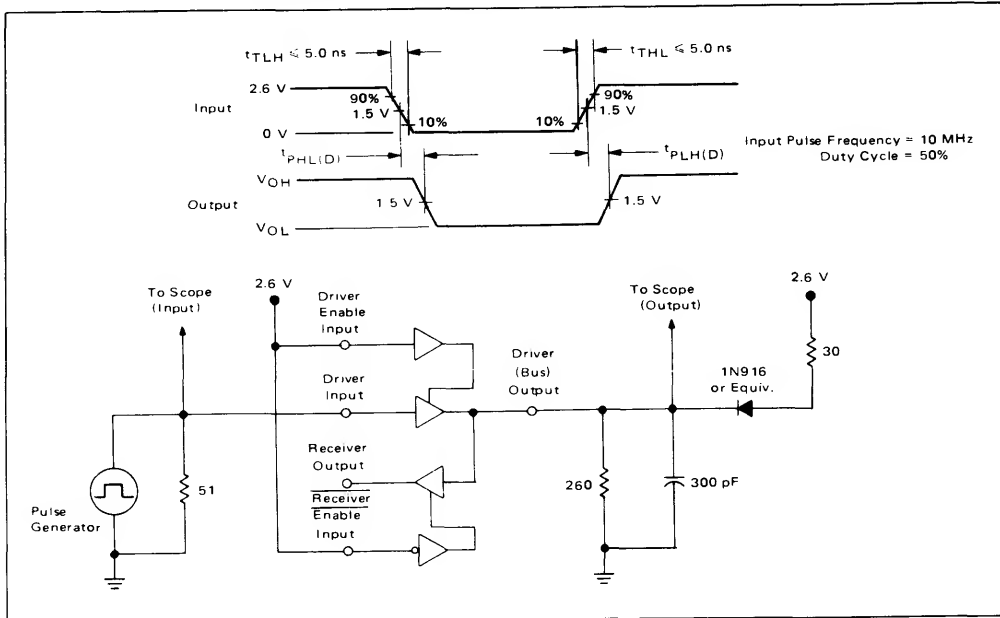 tTLH ≤ 5.0 ns
tTHL ≤ 5.0 ns
2.6 V
90%
90%
Input
1.5 V
1.5 V
10%
10%
0 V
Input Pulse Frequency = 10 MHz
Duty Cycle = 50%
tPHL(D)
tPLH(D)
VOH
Output
1 5 V
1.5 V
VOL
2.6 V
2.6 V
To Scope
(Input)
Driver
Enable
Input
To Scope
(Output)
30
Driver
(Bus)
Output
1N916
or Equiv.
Driver
Input
Receiver
Output
51
260
300 pF
Receiver
Enable
Input
Pulse
Generator